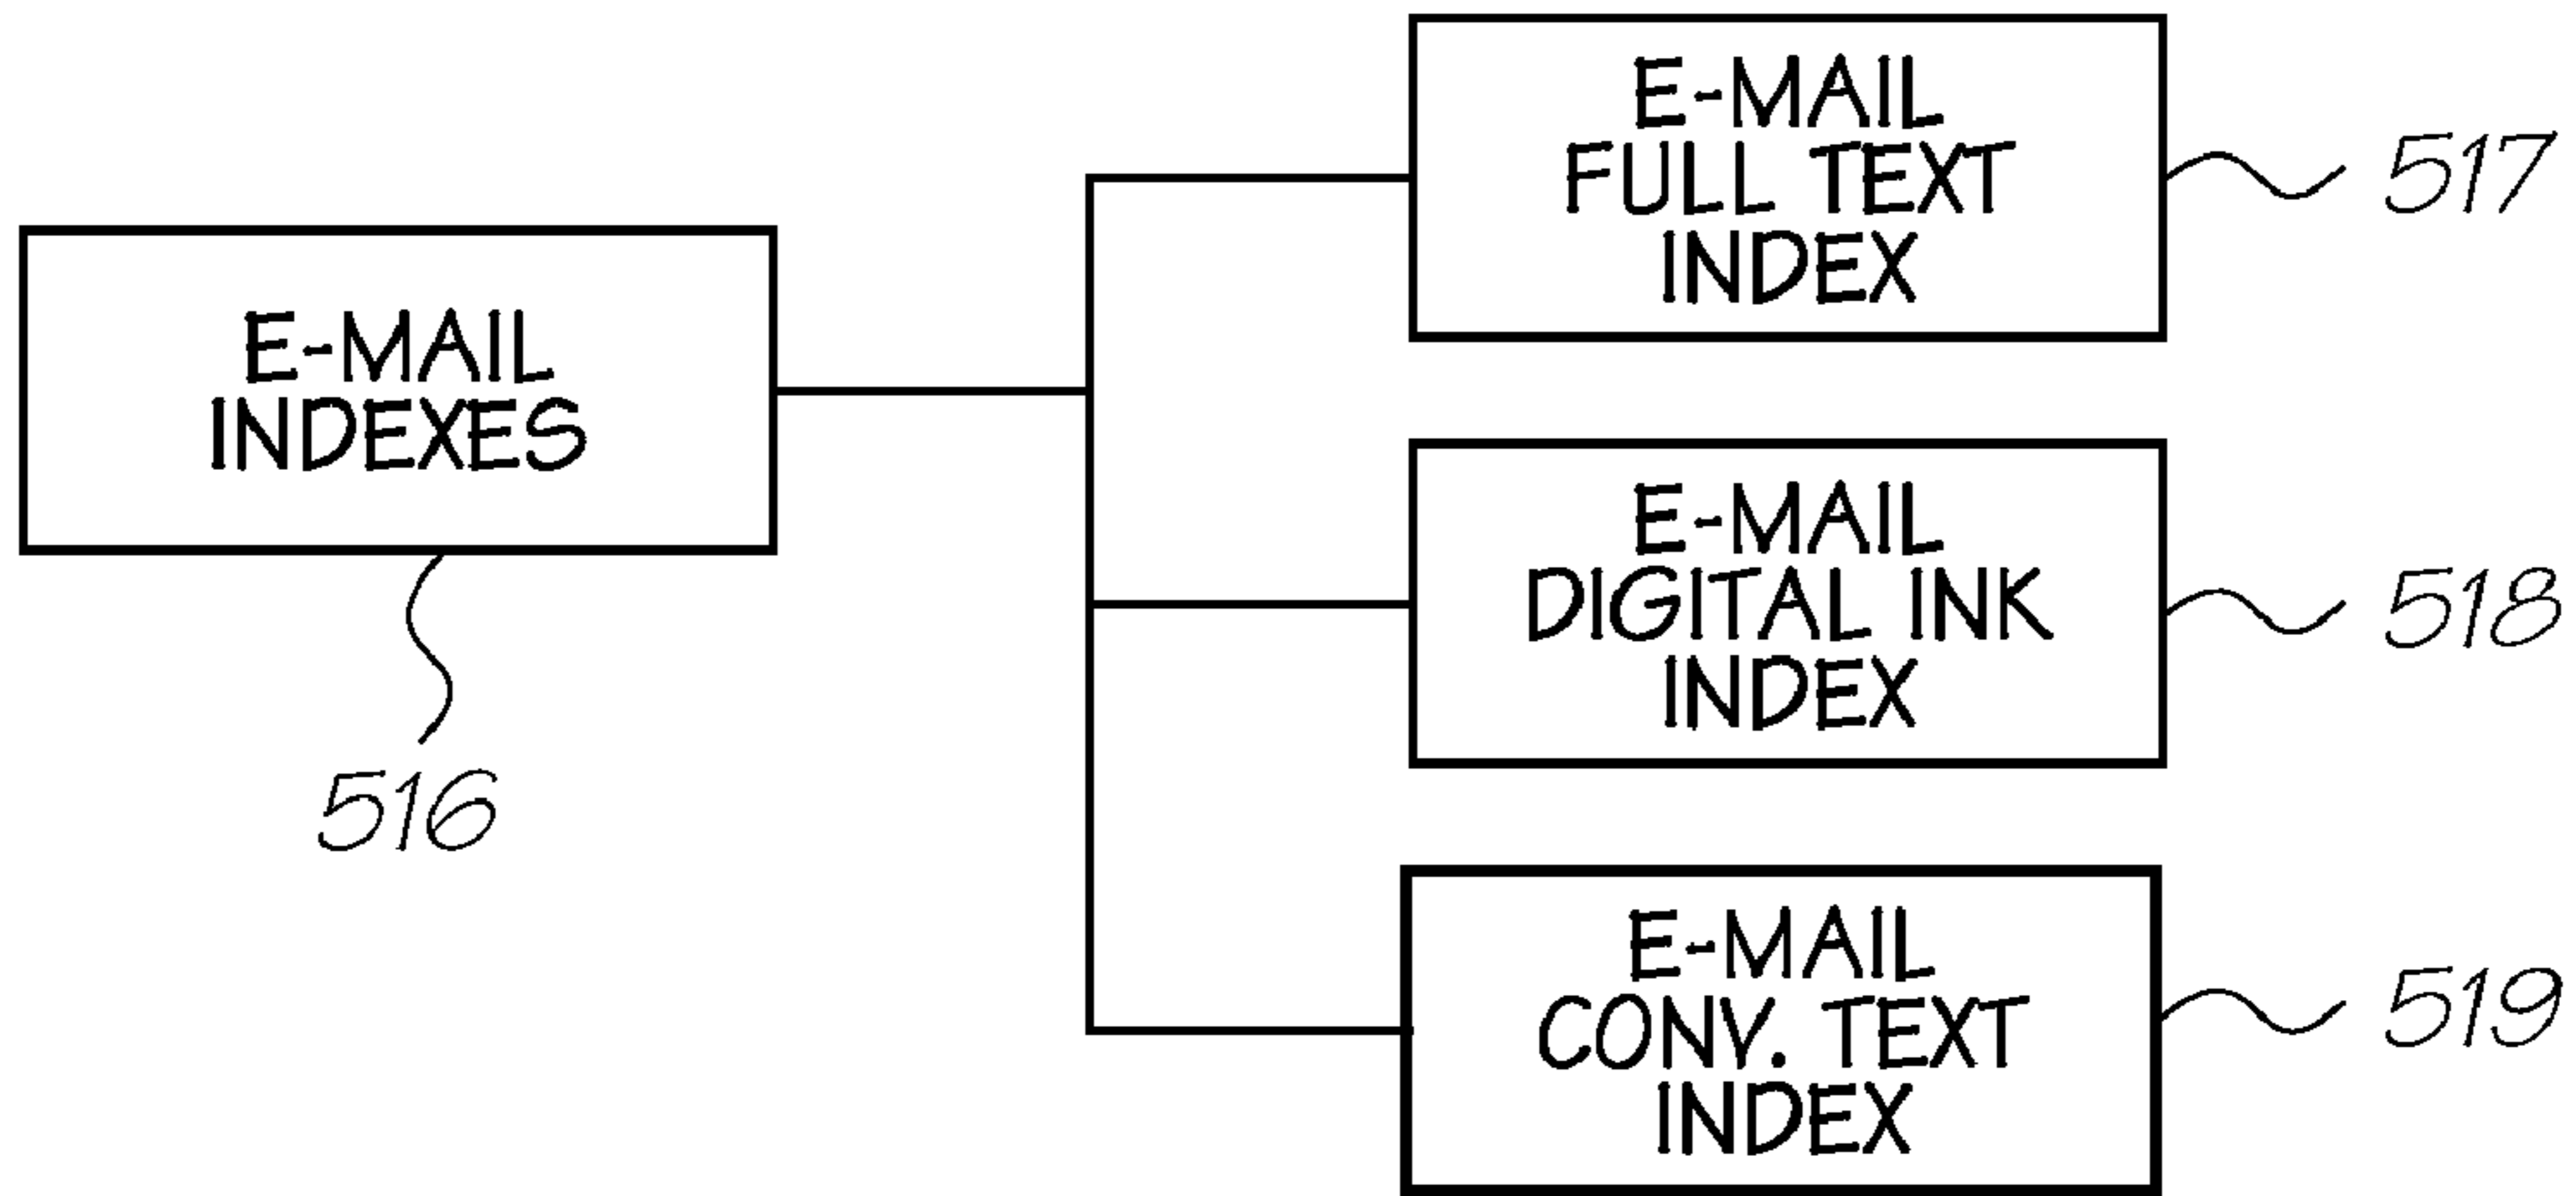 E-MAIL
INDEXES
516
E-MAIL
FULL TEXT
INDEX
517
E-MAIL
DIGITAL INK
INDEX
518
E-MAIL
CONV. TEXT
INDEX
519